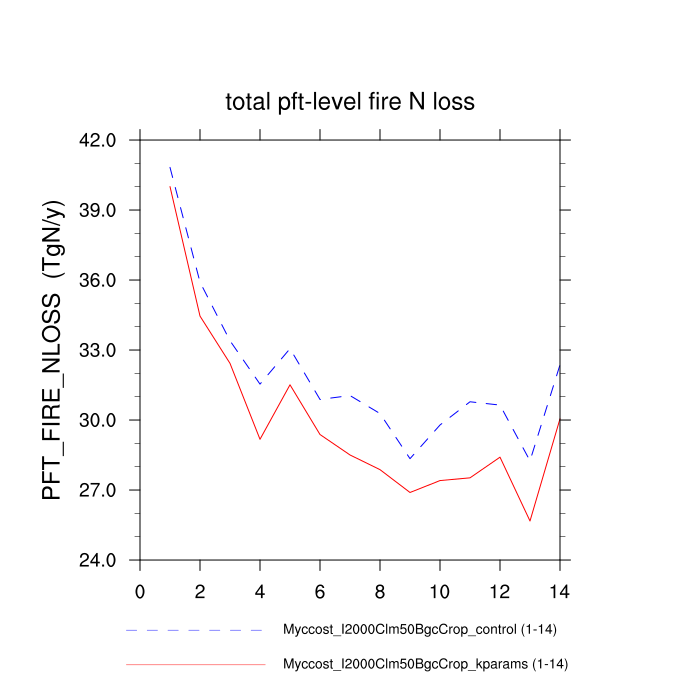 total pft-level fire N loss
PFT_FIRE_NLOSS (TgN/y)
42.0
39.0
36.0
33.0
30.0
27.0
24.0
0 2 4 6 8 10 12 14
Myccost_I2000Clm50BgcCrop_control (1-14)
Myccost_I2000Clm50BgcCrop_kparams (1-14)